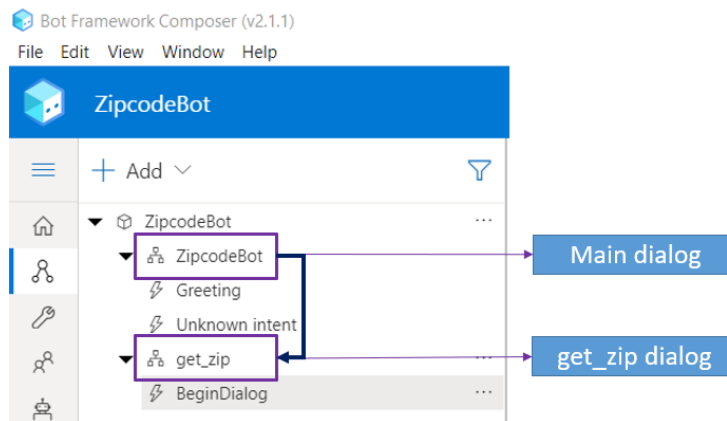 Bot Framework Composer (v2.1.1)
File Edit View Window Help
ZipcodeBot
+ Add
ZipcodeBot
ZipcodeBot
Main dialog
Greeting
Unknown intent
get_zip
get_zip dialog
BeginDialog